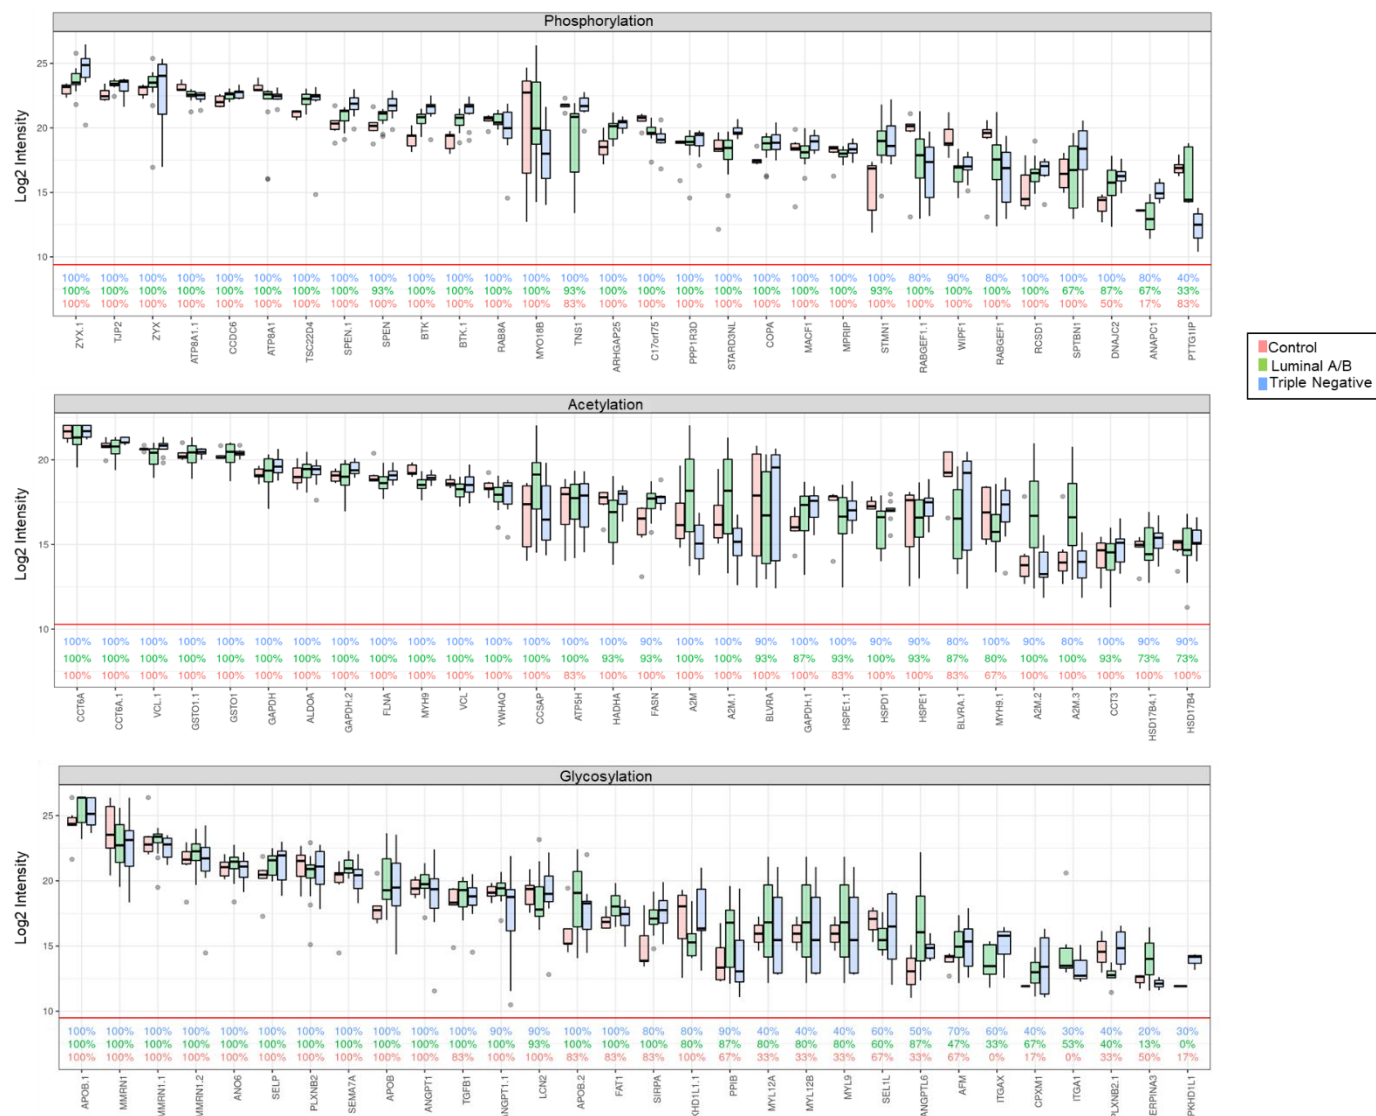 Phosphorylation
Log2 Intensity
25
20
15
10
100% 100% 100% 100% 100% 100% 100% 100% 100% 100% 100% 100% 100% 100% 100% 100% 100% 100% 100% 100% 100% 100% 80% 90% 80% 100% 100% 100% 80% 40%
100% 100% 100% 100% 100% 100% 100% 100% 93% 100% 100% 100% 100% 93% 100% 100% 100% 100% 100% 100% 100% 93% 100% 100% 100% 100% 67% 87% 67% 33%
100% 100% 100% 100% 100% 100% 100% 100% 100% 100% 100% 100% 100% 83% 100% 100% 100% 100% 100% 100% 100% 100% 100% 100% 100% 100% 100% 50% 17% 83%
ZYX.1 TJP2 ZYX ATP8A1.1 CCDC6 ATP8A1 TSC22D4 SPEN.1 SPEN BTK BTK.1 RAB8A MYO18B TNS1 ARHGAP25 C17orf75 PPP1R3D STARD3NL COPA MACF1 MPRIP STMN1 RABGEF1.1 WIPF1 RABGEF1 RCSD1 SPTBN1 DNAJC2 ANAPC1 PTTG1IP
Control
Luminal A/B
Triple Negative
Acetylation
Log2 Intensity
20
15
10
100% 100% 100% 100% 100% 100% 100% 100% 100% 100% 100% 100% 100% 100% 100% 90% 100% 100% 90% 100% 100% 90% 90% 80% 100% 100% 80% 100% 90% 90%
100% 100% 100% 100% 100% 100% 100% 100% 100% 100% 100% 100% 100% 100% 93% 93% 100% 100% 93% 87% 93% 100% 93% 87% 80% 100% 100% 93% 73% 73%
100% 100% 100% 100% 100% 100% 100% 100% 100% 100% 100% 100% 100% 83% 100% 100% 100% 100% 100% 100% 83% 100% 100% 83% 67% 100% 100% 100% 100% 100%
CCT6A CCT6A.1 VCL.1 GSTO1.1 GSTO1 GAPDH ALDOA GAPDH.2 FLNA MYH9 VCL YWHAQ CCSAP ATP5H HADHA FASN A2M A2M.1 BLVRA GAPDH.1 HSPE1.1 HSPD1 HSPE1 BLVRA.1 MYH9.1 A2M.2 A2M.3 CCT3 HSD17B4.1 HSD17B4
Glycosylation
Log2 Intensity
25
20
15
10
100% 100% 100% 100% 100% 100% 100% 100% 100% 100% 100% 90% 90% 100% 100% 80% 80% 90% 40% 40% 40% 60% 50% 70% 60% 40% 30% 40% 20% 30%
100% 100% 100% 100% 100% 100% 100% 100% 100% 100% 100% 100% 93% 100% 100% 100% 80% 87% 80% 80% 80% 60% 87% 47% 33% 67% 53% 40% 13% 0%
100% 100% 100% 100% 100% 100% 100% 100% 100% 100% 83% 100% 100% 83% 83% 83% 100% 67% 33% 33% 33% 67% 33% 67% 0% 17% 0% 33% 50% 17%
APOB.1 MMRN1 MMRN1.1 MMRN1.2 ANO6 SELP PLXNB2 SEMA7A APOB ANGPT1 TGFB1 ANGPT1.1 LCN2 APOB.2 FAT1 SIRPA KHD1L1.1 PPIB MYL12A MYL12B MYL9 SEL1L ANGPTL6 AFM ITGAX CPXM1 ITGA1 PLXNB2.1 ERPINA3 PKHD1L1